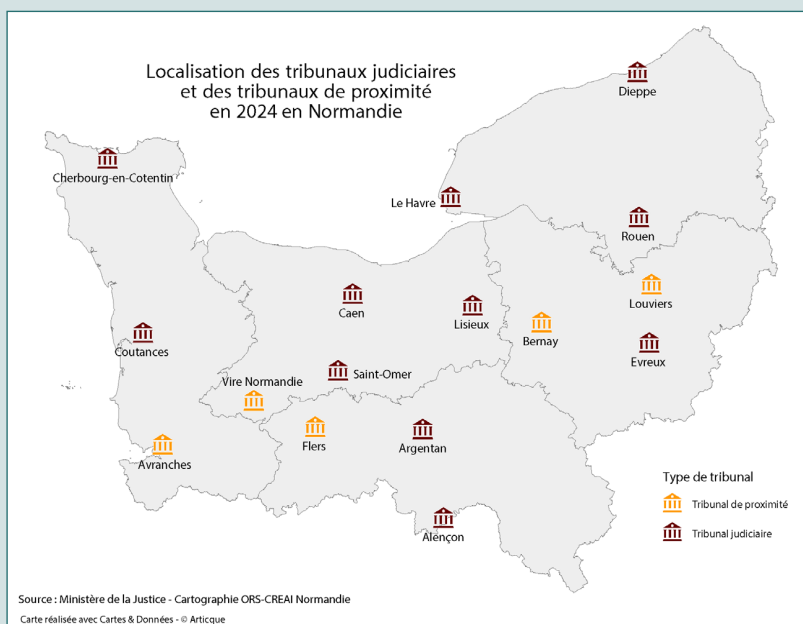 Localisation des tribunaux judiciaires
et des tribunaux de proximité
en 2024 en Normandie
Dieppe
Cherbourg-en-Cotentin
Le Havre
Rouen
Louviers
Caen
Lisieux
Bernay
Coutances
Evreux
Saint-Omer
Vire Normandie
Flers
Argentan
Avranches
Alençon
Type de tribunal
Tribunal de proximité
Tribunal judiciaire
Source : Ministère de la Justice - Cartographie ORS-CREAI Normandie
Carte réalisée avec Cartes & Données - © Articque